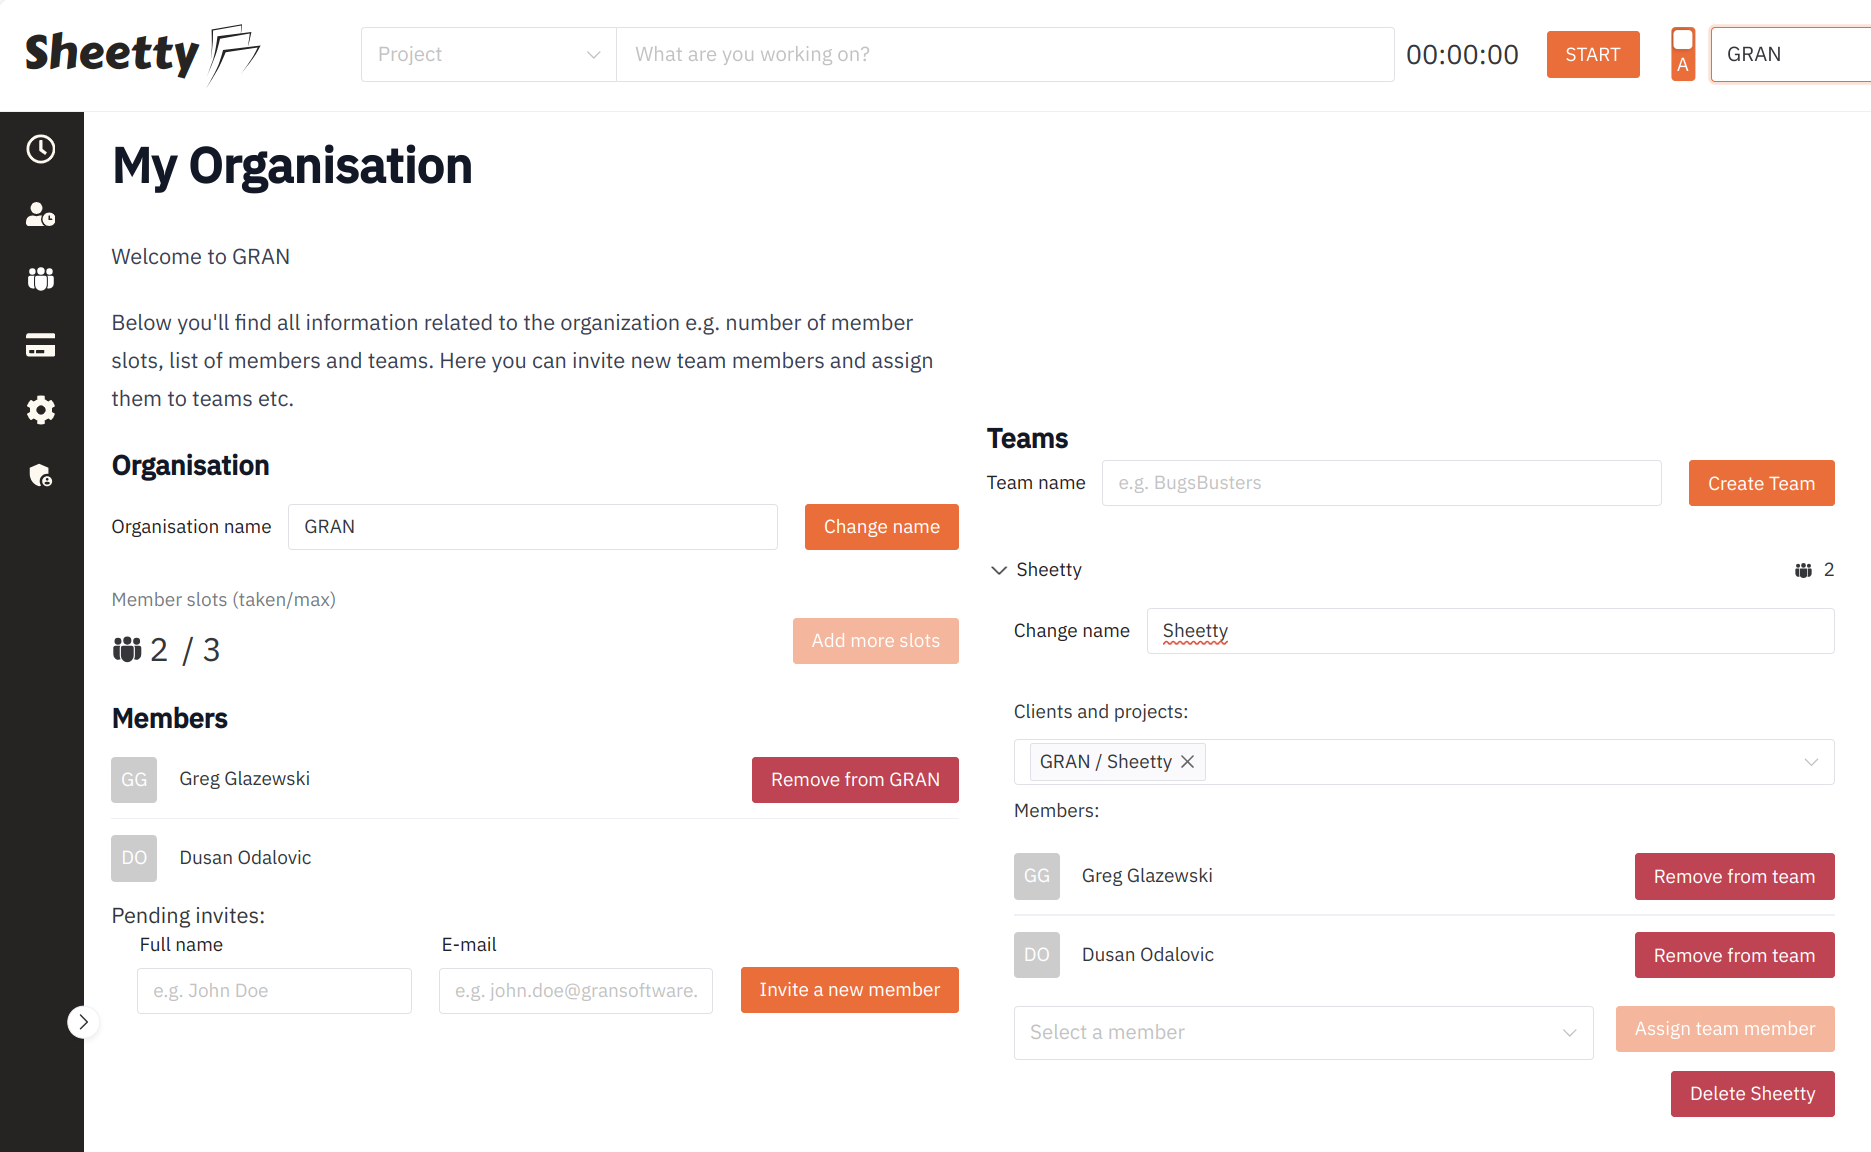 Sheetty
Project
What are you working on?
00:00:00
START
A
GRAN
My Organisation
Welcome to GRAN
Below you'll find all information related to the organization e.g. number of member
slots, list of members and teams. Here you can invite new team members and assign
them to teams etc.
Organisation
Organisation name
GRAN
Change name
Member slots (taken/max)
2 / 3
Add more slots
Members
GG
Greg Glazewski
Remove from GRAN
DO
Dusan Odalovic
Pending invites:
Full name
E-mail
e.g. John Doe
e.g. john.doe@gransoftware.
Invite a new member
Teams
Team name
e.g. BugsBusters
Create Team
Sheetty
2
Change name
Sheetty
Clients and projects:
GRAN / Sheetty
Members:
GG
Greg Glazewski
Remove from team
DO
Dusan Odalovic
Remove from team
Select a member
Assign team member
Delete Sheetty